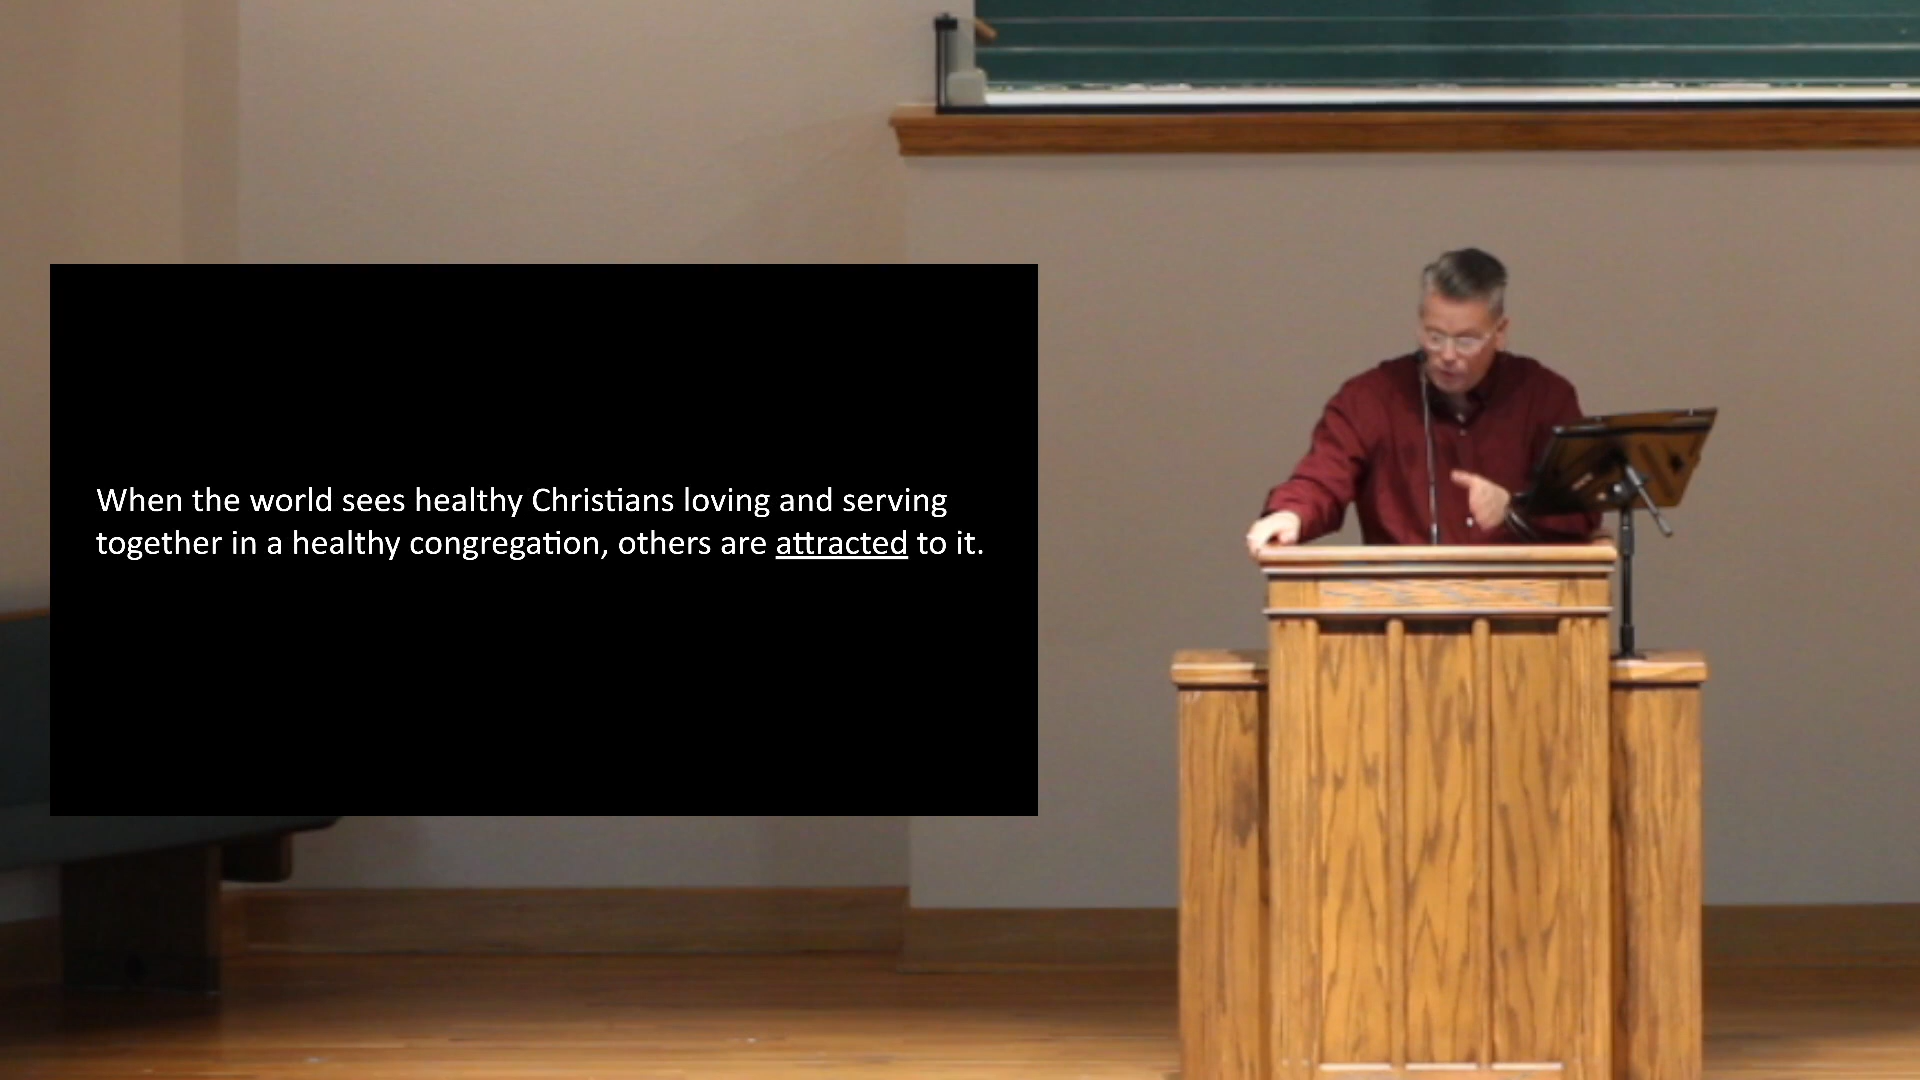 When the world sees healthy Christians loving and serving
together in a healthy congregation, others are attracted to it.